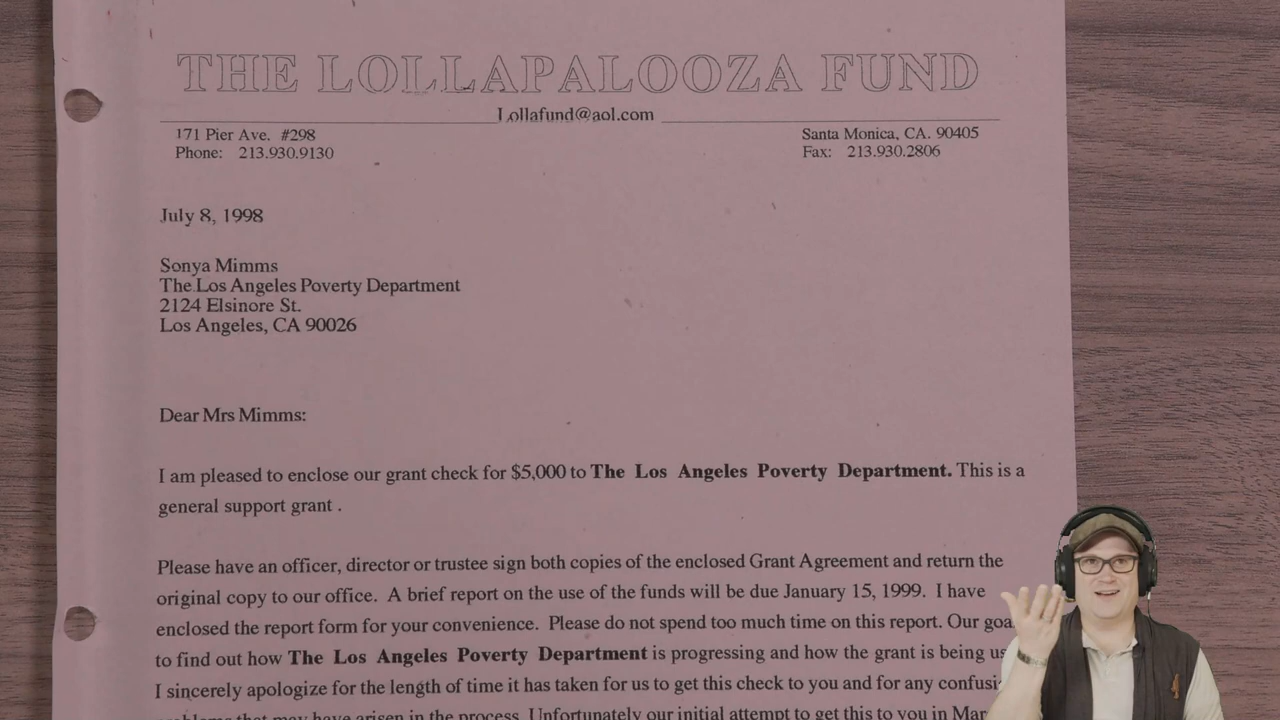 THE LOLLAPALOOZA FUND
Lollafund@aol.com
171 Pier Ave. #298
Santa Monica, CA. 90405
Phone: 213.930.9130
Fax: 213.930.2806
July 8, 1998
Sonya Mimms
The Los Angeles Poverty Department
2124 Elsinore St.
Los Angeles, CA 90026
Dear Mrs Mimms:
I am pleased to enclose our grant check for $5,000 to The Los Angeles Poverty Department. This is a
general support grant .
Please have an officer, director or trustee sign both copies of the enclosed Grant Agreement and return the
original copy to our office. A brief report on the use of the funds will be due January 15, 1999. I have
enclosed the report form for your convenience. Please do not spend too much time on this report. Our
to find out how The Los Angeles Poverty Department is progressing and how the grant is being
I sincerely apologize for the length of time it has taken for us to get this check to you and for any
problems that may have arisen in the process. Unfortunately our initial attempt to get this to you in